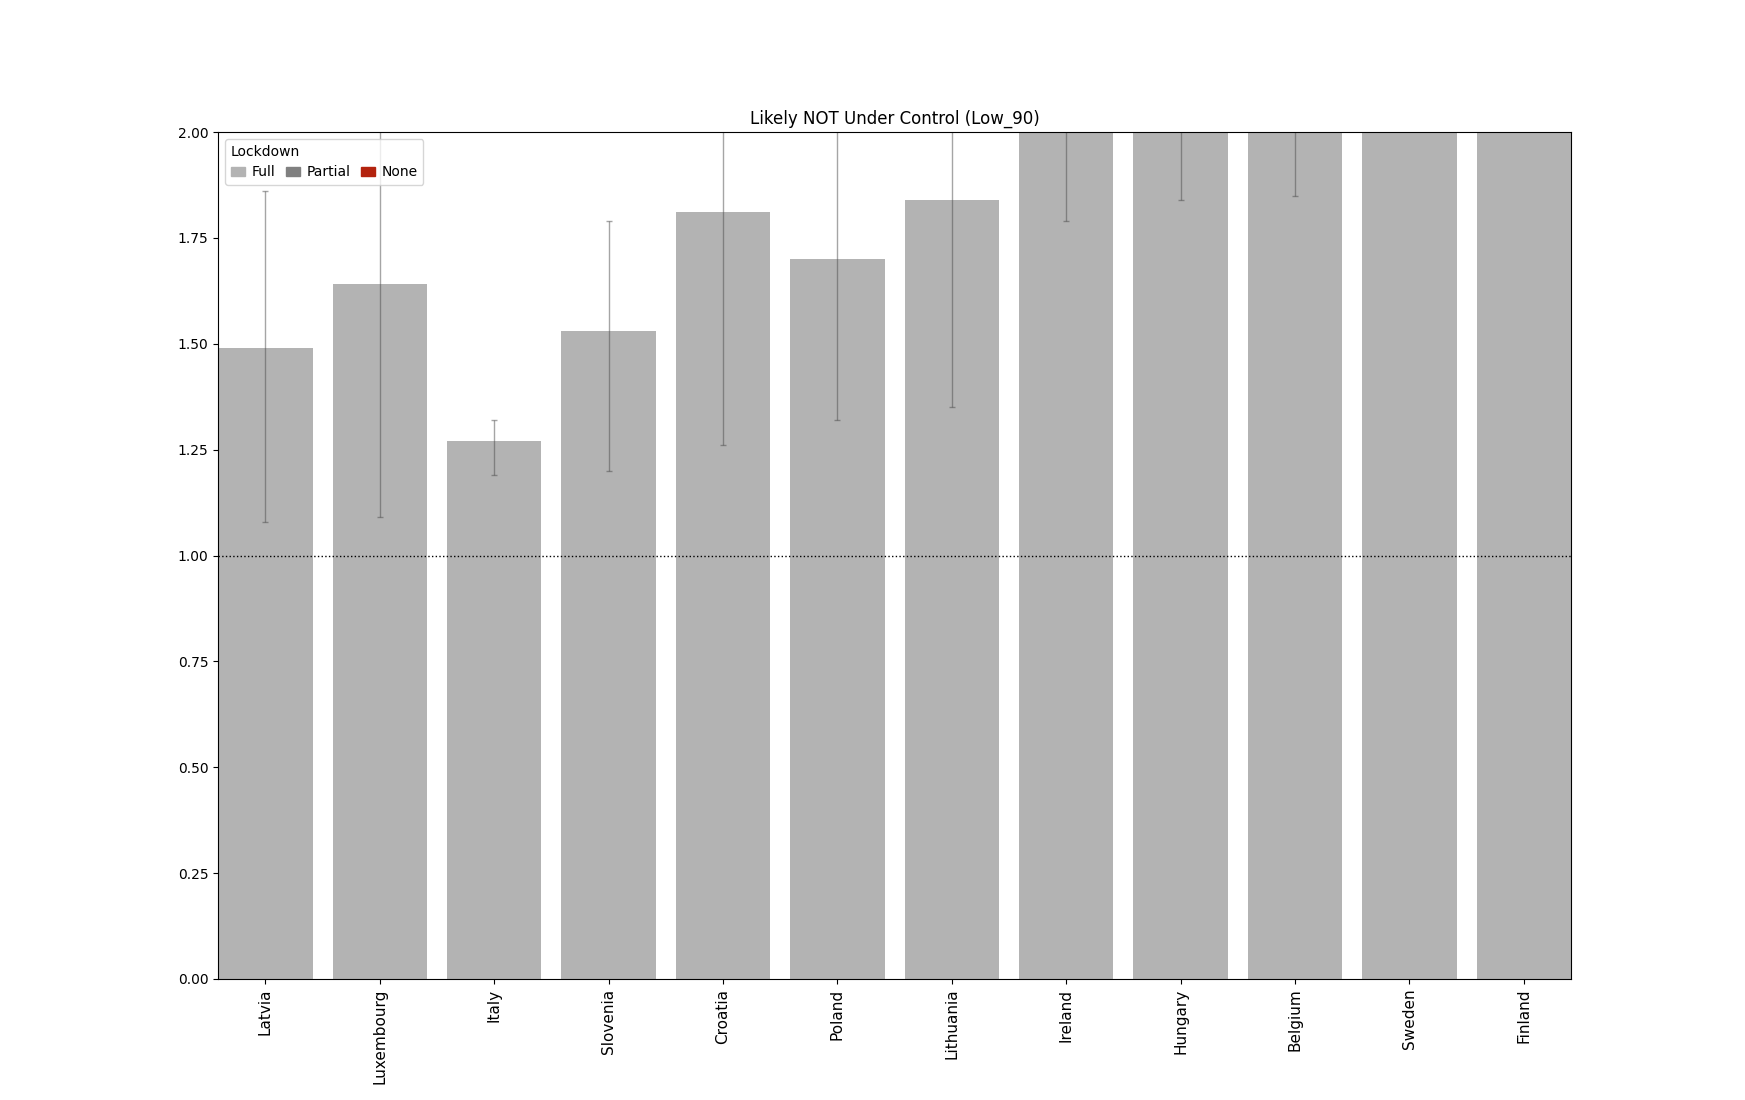 Likely NOT Under Control (Low_90)
Lockdown
Full Partial None
2.00
1.75
1.50
1.25
1.00
0.75
0.50
0.25
0.00
Latvia
Luxembourg
Italy
Slovenia
Croatia
Poland
Lithuania
Ireland
Hungary
Belgium
Sweden
Finland